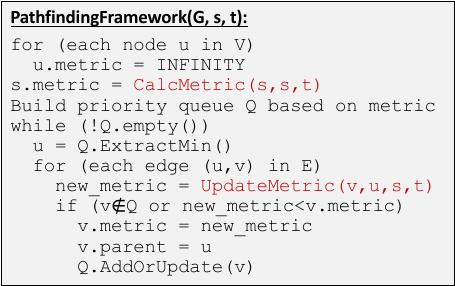 PathfindingFramework(G, s, t):
for (each node u in V)
  u.metric = INFINITY
s.metric = CalcMetric(s,s,t)
Build priority queue Q based on metric
while (!Q.empty())
  u = Q.ExtractMin()
  for (each edge (u,v) in E)
    new_metric = UpdateMetric(v,u,s,t)
    if (v∉Q or new_metric<v.metric)
      v.metric = new_metric
      v.parent = u
      Q.AddOrUpdate(v)